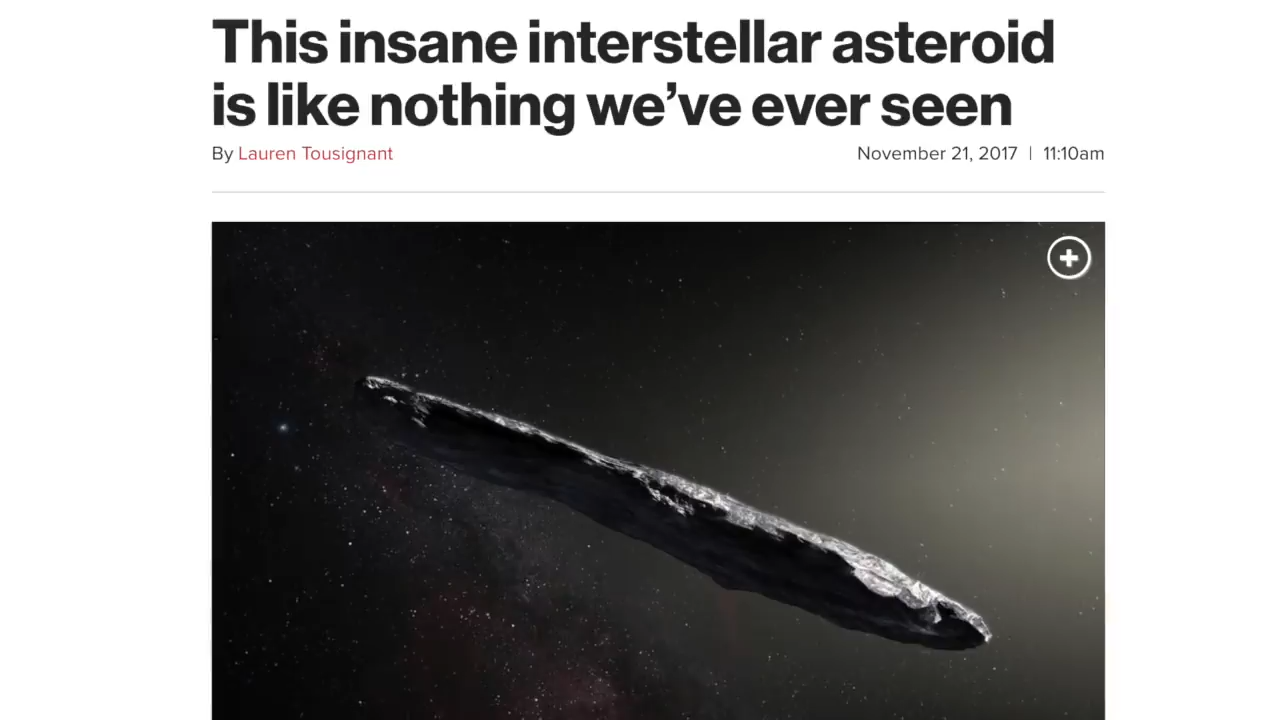 This insane interstellar asteroid
is like nothing we’ve ever seen
By Lauren Tousignant
November 21, 2017 | 11:10am